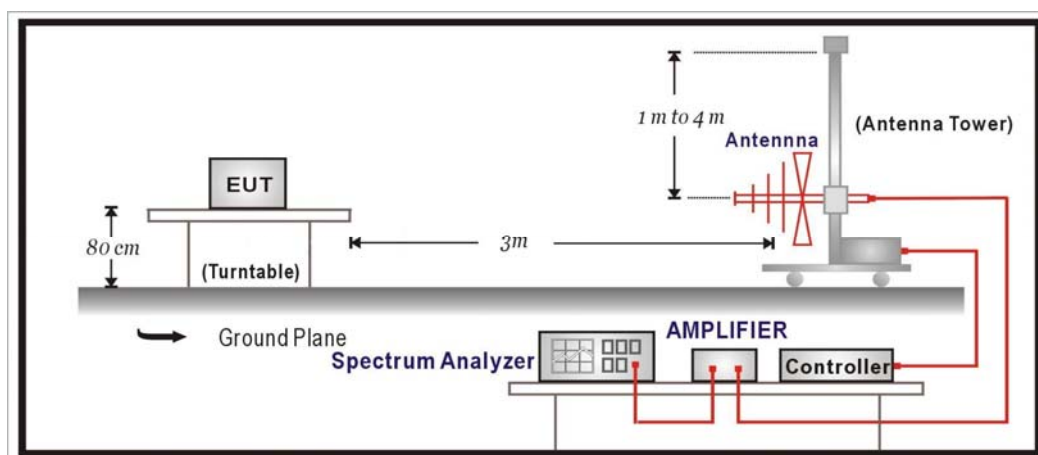 1 m to 4 m
Antennna
(Antenna Tower)
EUT
80 cm
3m
(Turntable)
Ground Plane
Spectrum Analyzer
AMPLIFIER
Controller